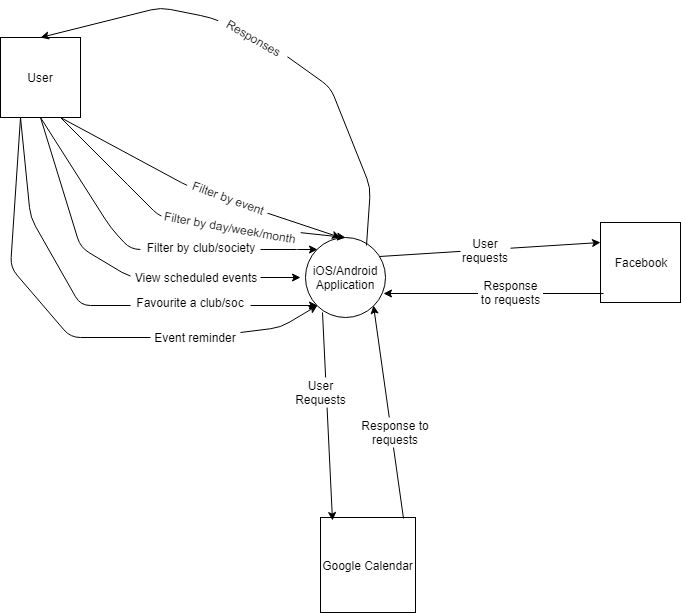 Responses
User
Filter by event
Filter by day/week/month
Filter by club/society
View scheduled events
Favourite a club/soc
Event reminder
iOS/Android
Application
User
requests
Facebook
Response
to requests
User
Requests
Response to
requests
Google Calendar